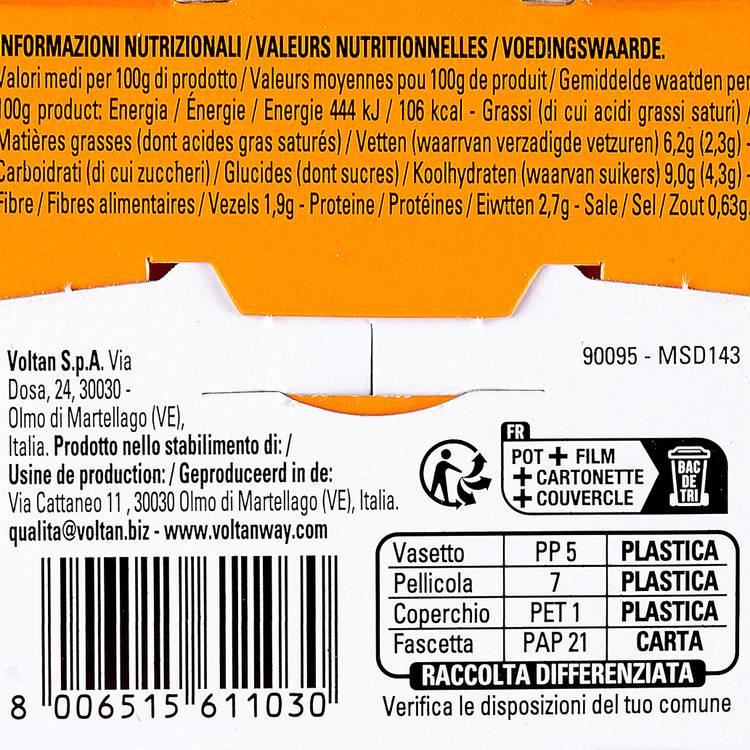 NFORMAZIONI NUTRIZIONALI / VALEURS NUTRITIONNELLES / VOEDINGSWAARDE.
Valori medi per 100g di prodotto / Valeurs moyennes pou 100g de produit / Gemiddelde waatden per
100g product: Energia / Énergie / Energie 444 kJ / 106 kcal - Grassi (di cui acidi grassi saturi) /
Matières grasses (dont acides gras saturés) / Vetten (waarvan verzadigde vetzuren) 6,2g (2,3g) -
Carboidrati (di cui zuccheri) / Glucides (dont sucres) / Koolhydraten (waarvan suikers) 9,0g (4,3g) -
Fibre / Fibres alimentaires / Vezels 1,9g - Proteine / Protéines / Eiwtten 2,7g - Sale / Sel / Zout 0,63g.
Voltan S.p.A. Via
Dosa, 24, 30030 -
Olmo di Martellago (VE),
Italia. Prodotto nello stabilimento di: /
Usine de production: / Geproduceerd in de:
Via Cattaneo 11 , 30030 Olmo di Martellago (VE), Italia.
qualita@voltan.biz - www.voltanway.com
90095 - MSD143
FR
POT + FILM
+ CARTONETTE
+ COUVERCLE
BAC
DE
TRI
Vasetto PP 5 PLASTICA
Pellicola 7 PLASTICA
Coperchio PET 1 PLASTICA
Fascetta PAP 21 CARTA
RACCOLTA DIFFERENZIATA
Verifica le disposizioni del tuo comune
8 006515 611030